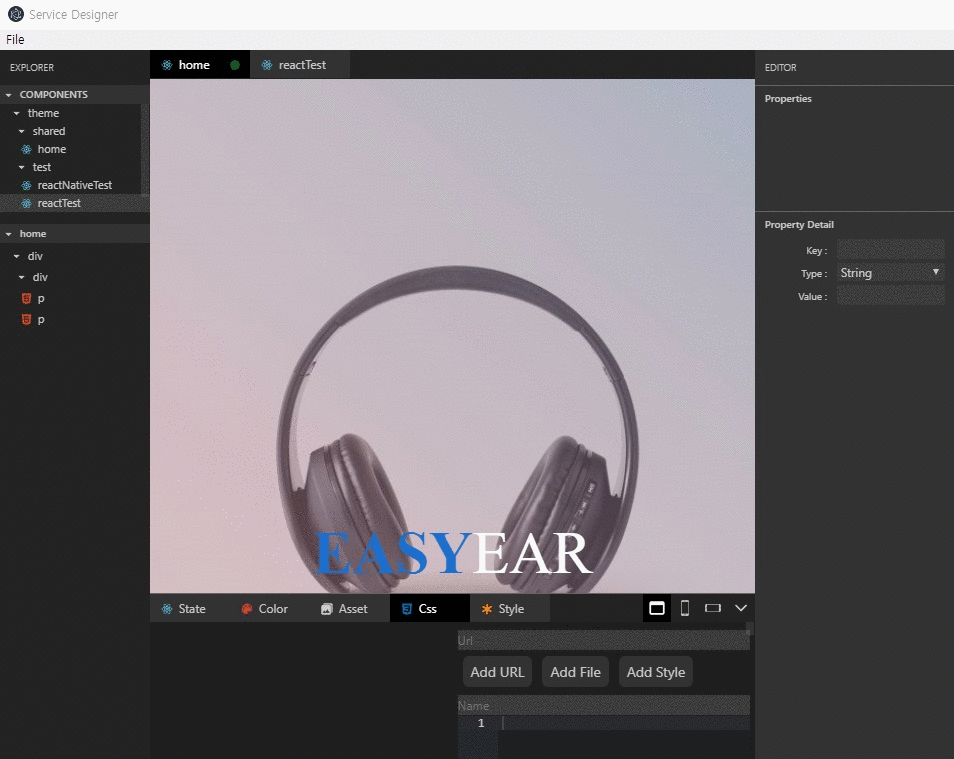 Service Designer
File
EXPLORER
COMPONENTS
theme
shared
home
test
reactNativeTest
reactTest
home
div
div
p
p
home
reactTest
EASYEAR
State
Color
Asset
Css
Style
Url
Add URL
Add File
Add Style
Name
1
EDITOR
Properties
Property Detail
Key :
Type : String
Value :